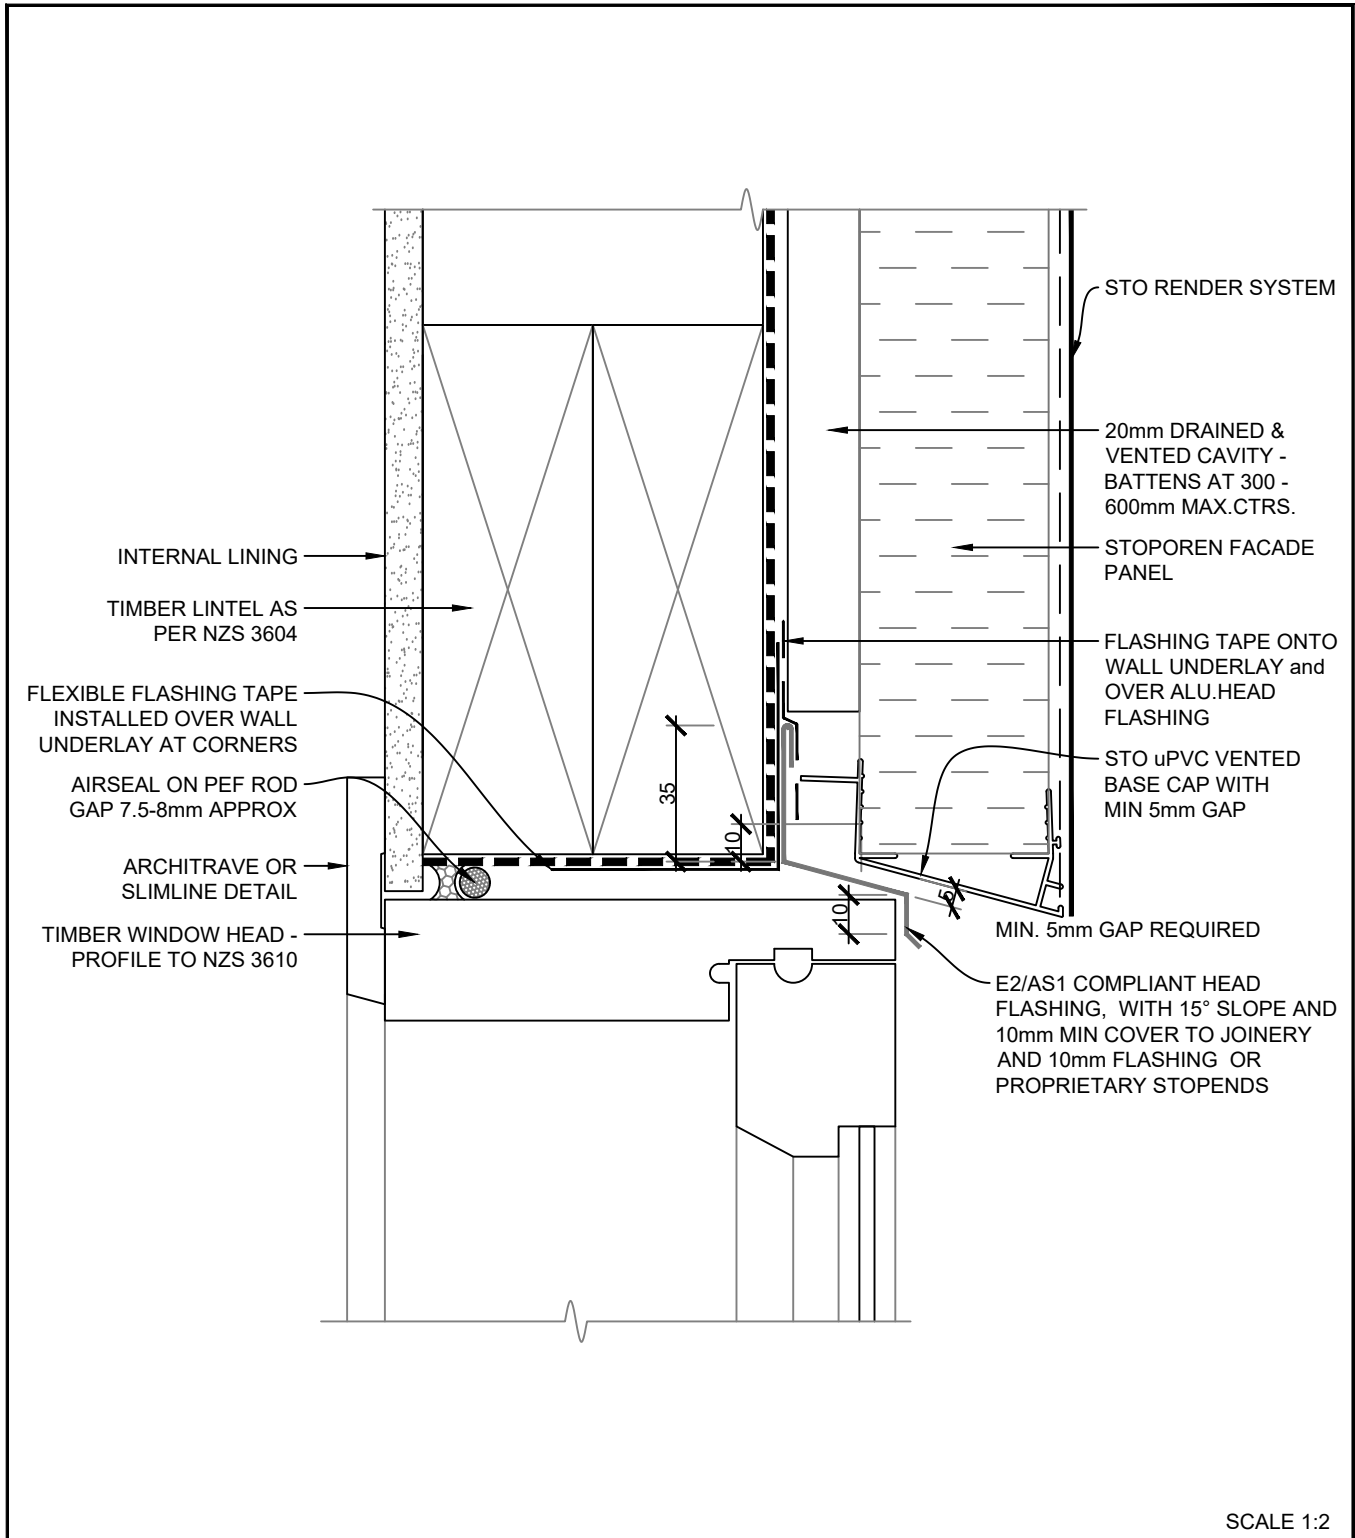 STO RENDER SYSTEM
20mm DRAINED &
VENTED CAVITY -
BATTENS AT 300 -
600mm MAX.CTRS.
STOPOREN FACADE
PANEL
FLASHING TAPE ONTO
WALL UNDERLAY and
OVER ALU.HEAD
FLASHING
STO uPVC VENTED
BASE CAP WITH
MIN 5mm GAP
MIN. 5mm GAP REQUIRED
E2/AS1 COMPLIANT HEAD
FLASHING, WITH 15° SLOPE AND
10mm MIN COVER TO JOINERY
AND 10mm FLASHING OR
PROPRIETARY STOPENDS
INTERNAL LINING
TIMBER LINTEL AS
PER NZS 3604
FLEXIBLE FLASHING TAPE
INSTALLED OVER WALL
UNDERLAY AT CORNERS
AIRSEAL ON PEF ROD
GAP 7.5-8mm APPROX
ARCHITRAVE OR
SLIMLINE DETAIL
TIMBER WINDOW HEAD -
PROFILE TO NZS 3610
35
10
10
5
SCALE 1:2